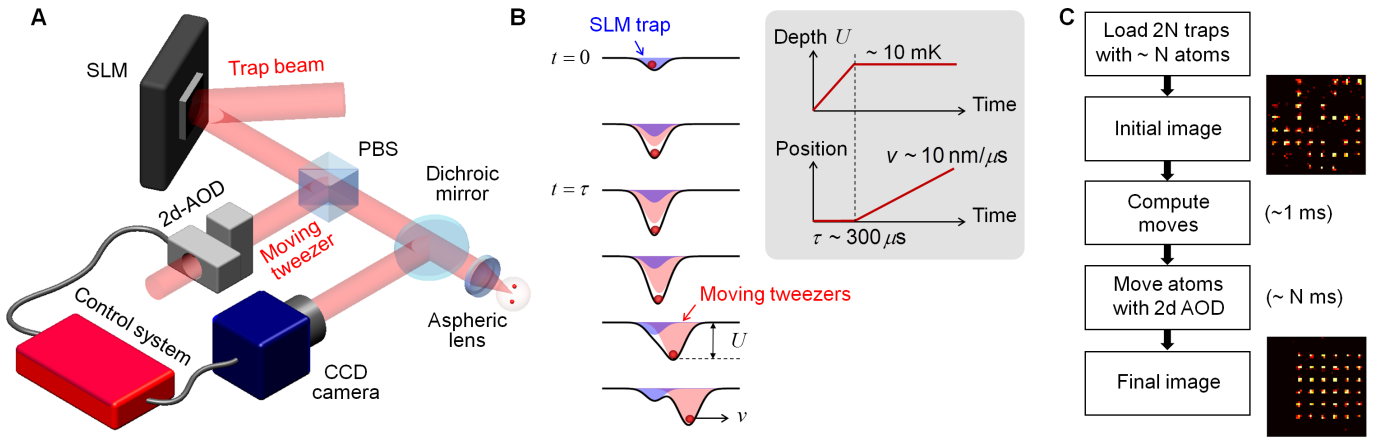 A
SLM
Trap beam
PBS
Dichroic
mirror
2d-AOD
Moving
tweezer
Control system
CCD
camera
Aspheric
lens
B
SLM trap
t = 0
t = τ
Moving tweezers
U
v
Depth U
~ 10 mK
Time
Position
v ~ 10 nm/μs
Time
τ ~ 300 μs
C
Load 2N traps
with ~ N atoms
Initial image
Compute
moves
(~1 ms)
Move atoms
with 2d AOD
(~ N ms)
Final image